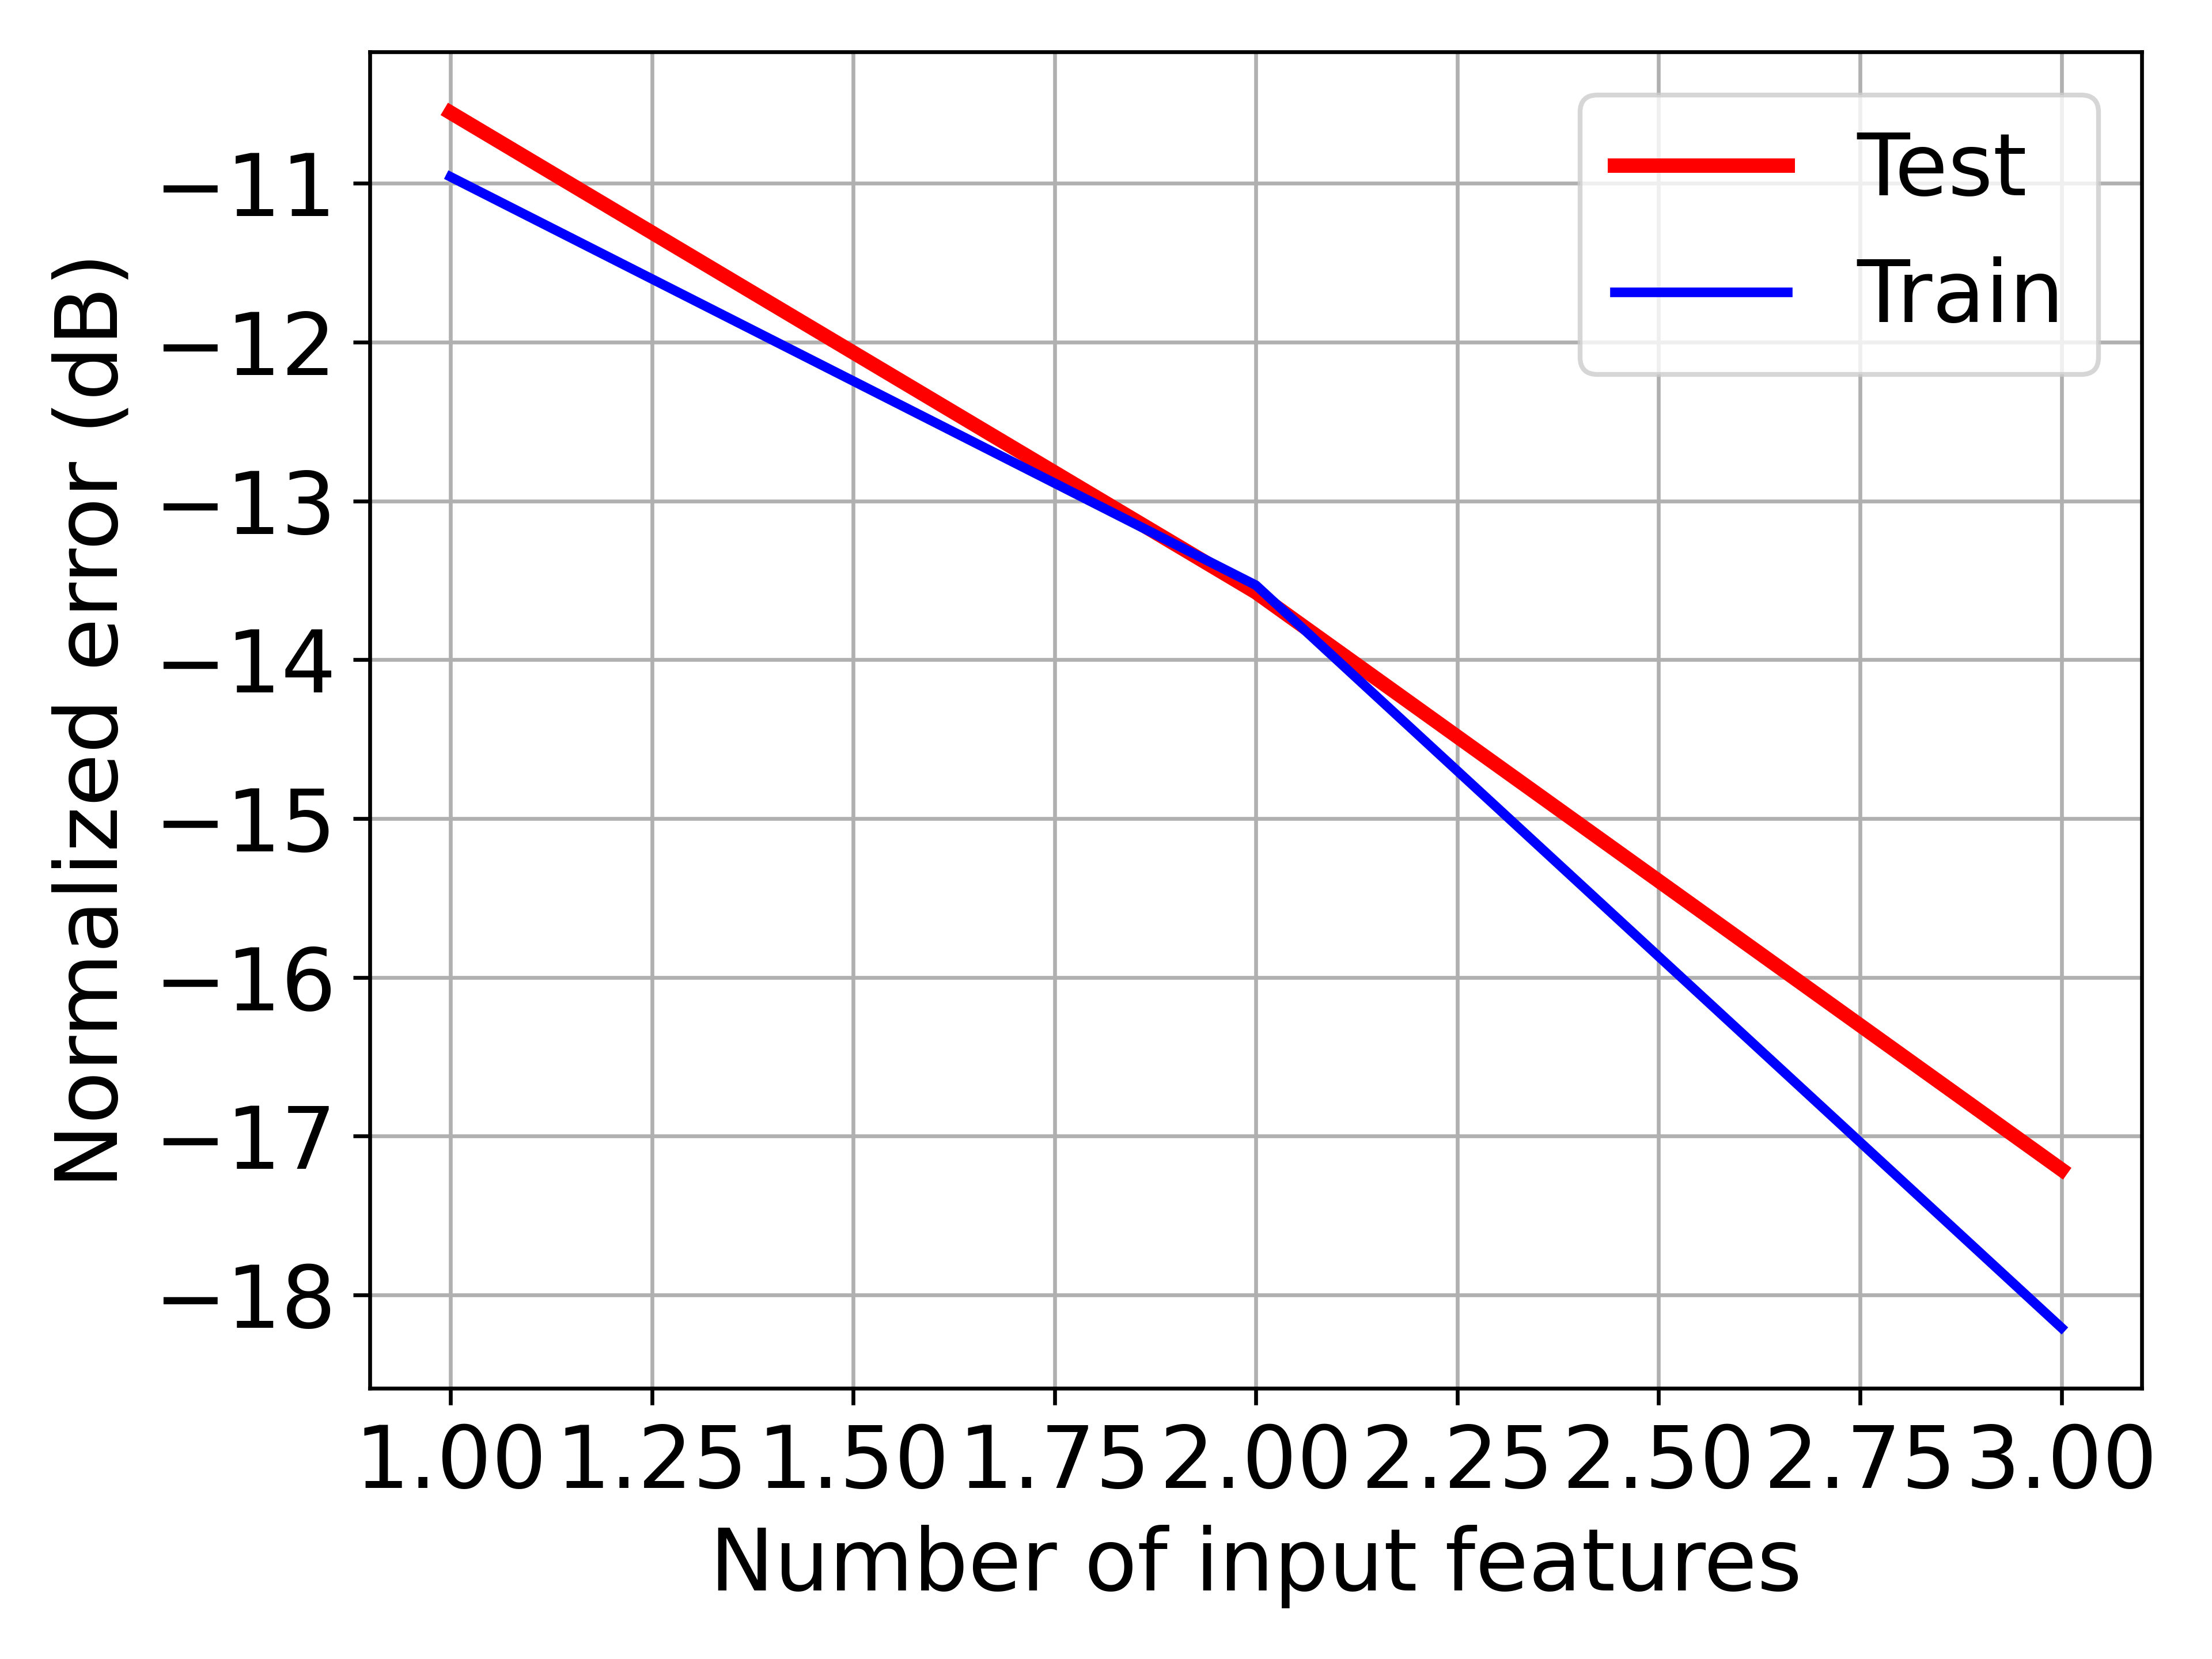 Test
Train
−11
−12
−13
−14
−15
−16
−17
−18
Normalized error (dB)
1.00 1.25 1.50 1.75 2.00 2.25 2.50 2.75 3.00
Number of input features